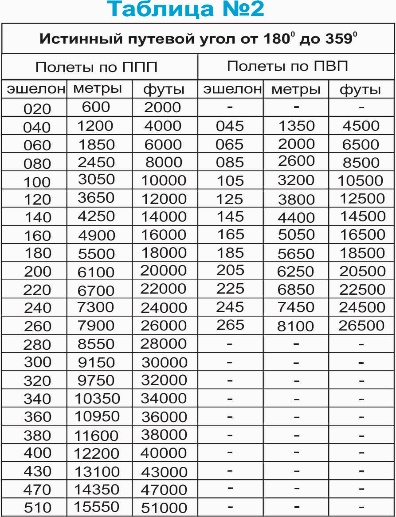 Таблица №2
Истинный путевой угол от 180⁰ до 359⁰
Полеты по ППП Полеты по ПВП
эшелон метры футы эшелон метры футы
020 600 2000 - - -
040 1200 4000 045 1350 4500
060 1850 6000 065 2000 6500
080 2450 8000 085 2600 8500
100 3050 10000 105 3200 10500
120 3650 12000 125 3800 12500
140 4250 14000 145 4400 14500
160 4900 16000 165 5050 16500
180 5500 18000 185 5650 18500
200 6100 20000 205 6250 20500
220 6700 22000 225 6850 22500
240 7300 24000 245 7450 24500
260 7900 26000 265 8100 26500
280 8550 28000 - - -
300 9150 30000 - - -
320 9750 32000 - - -
340 10350 34000 - - -
360 10950 36000 - - -
380 11600 38000 - - -
400 12200 40000 - - -
430 13100 43000 - - -
470 14350 47000 - - -
510 15550 51000 - - -